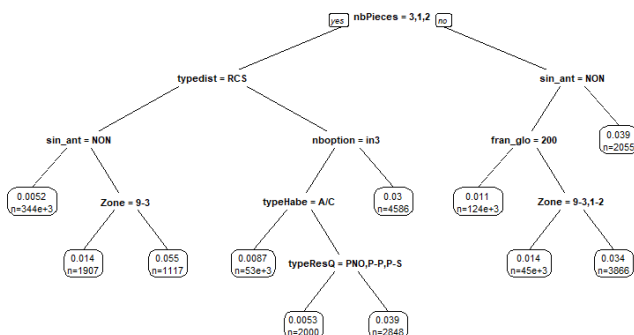 yes nbPieces = 3,1,2 no
typedist = RCS
sin_ant = NON
sin_ant = NON
nboption = in3
fran_glo = 200
0.039
n=2055
0.0052
n=344e+3
Zone = 9-3
typeHabe = A/C
0.03
n=4586
0.011
n=124e+3
Zone = 9-3,1-2
0.014
n=1907
0.055
n=1117
0.0087
n=53e+3
typeResQ = PNO,P-P,P-S
0.014
n=45e+3
0.034
n=3866
0.0053
n=2000
0.039
n=2848